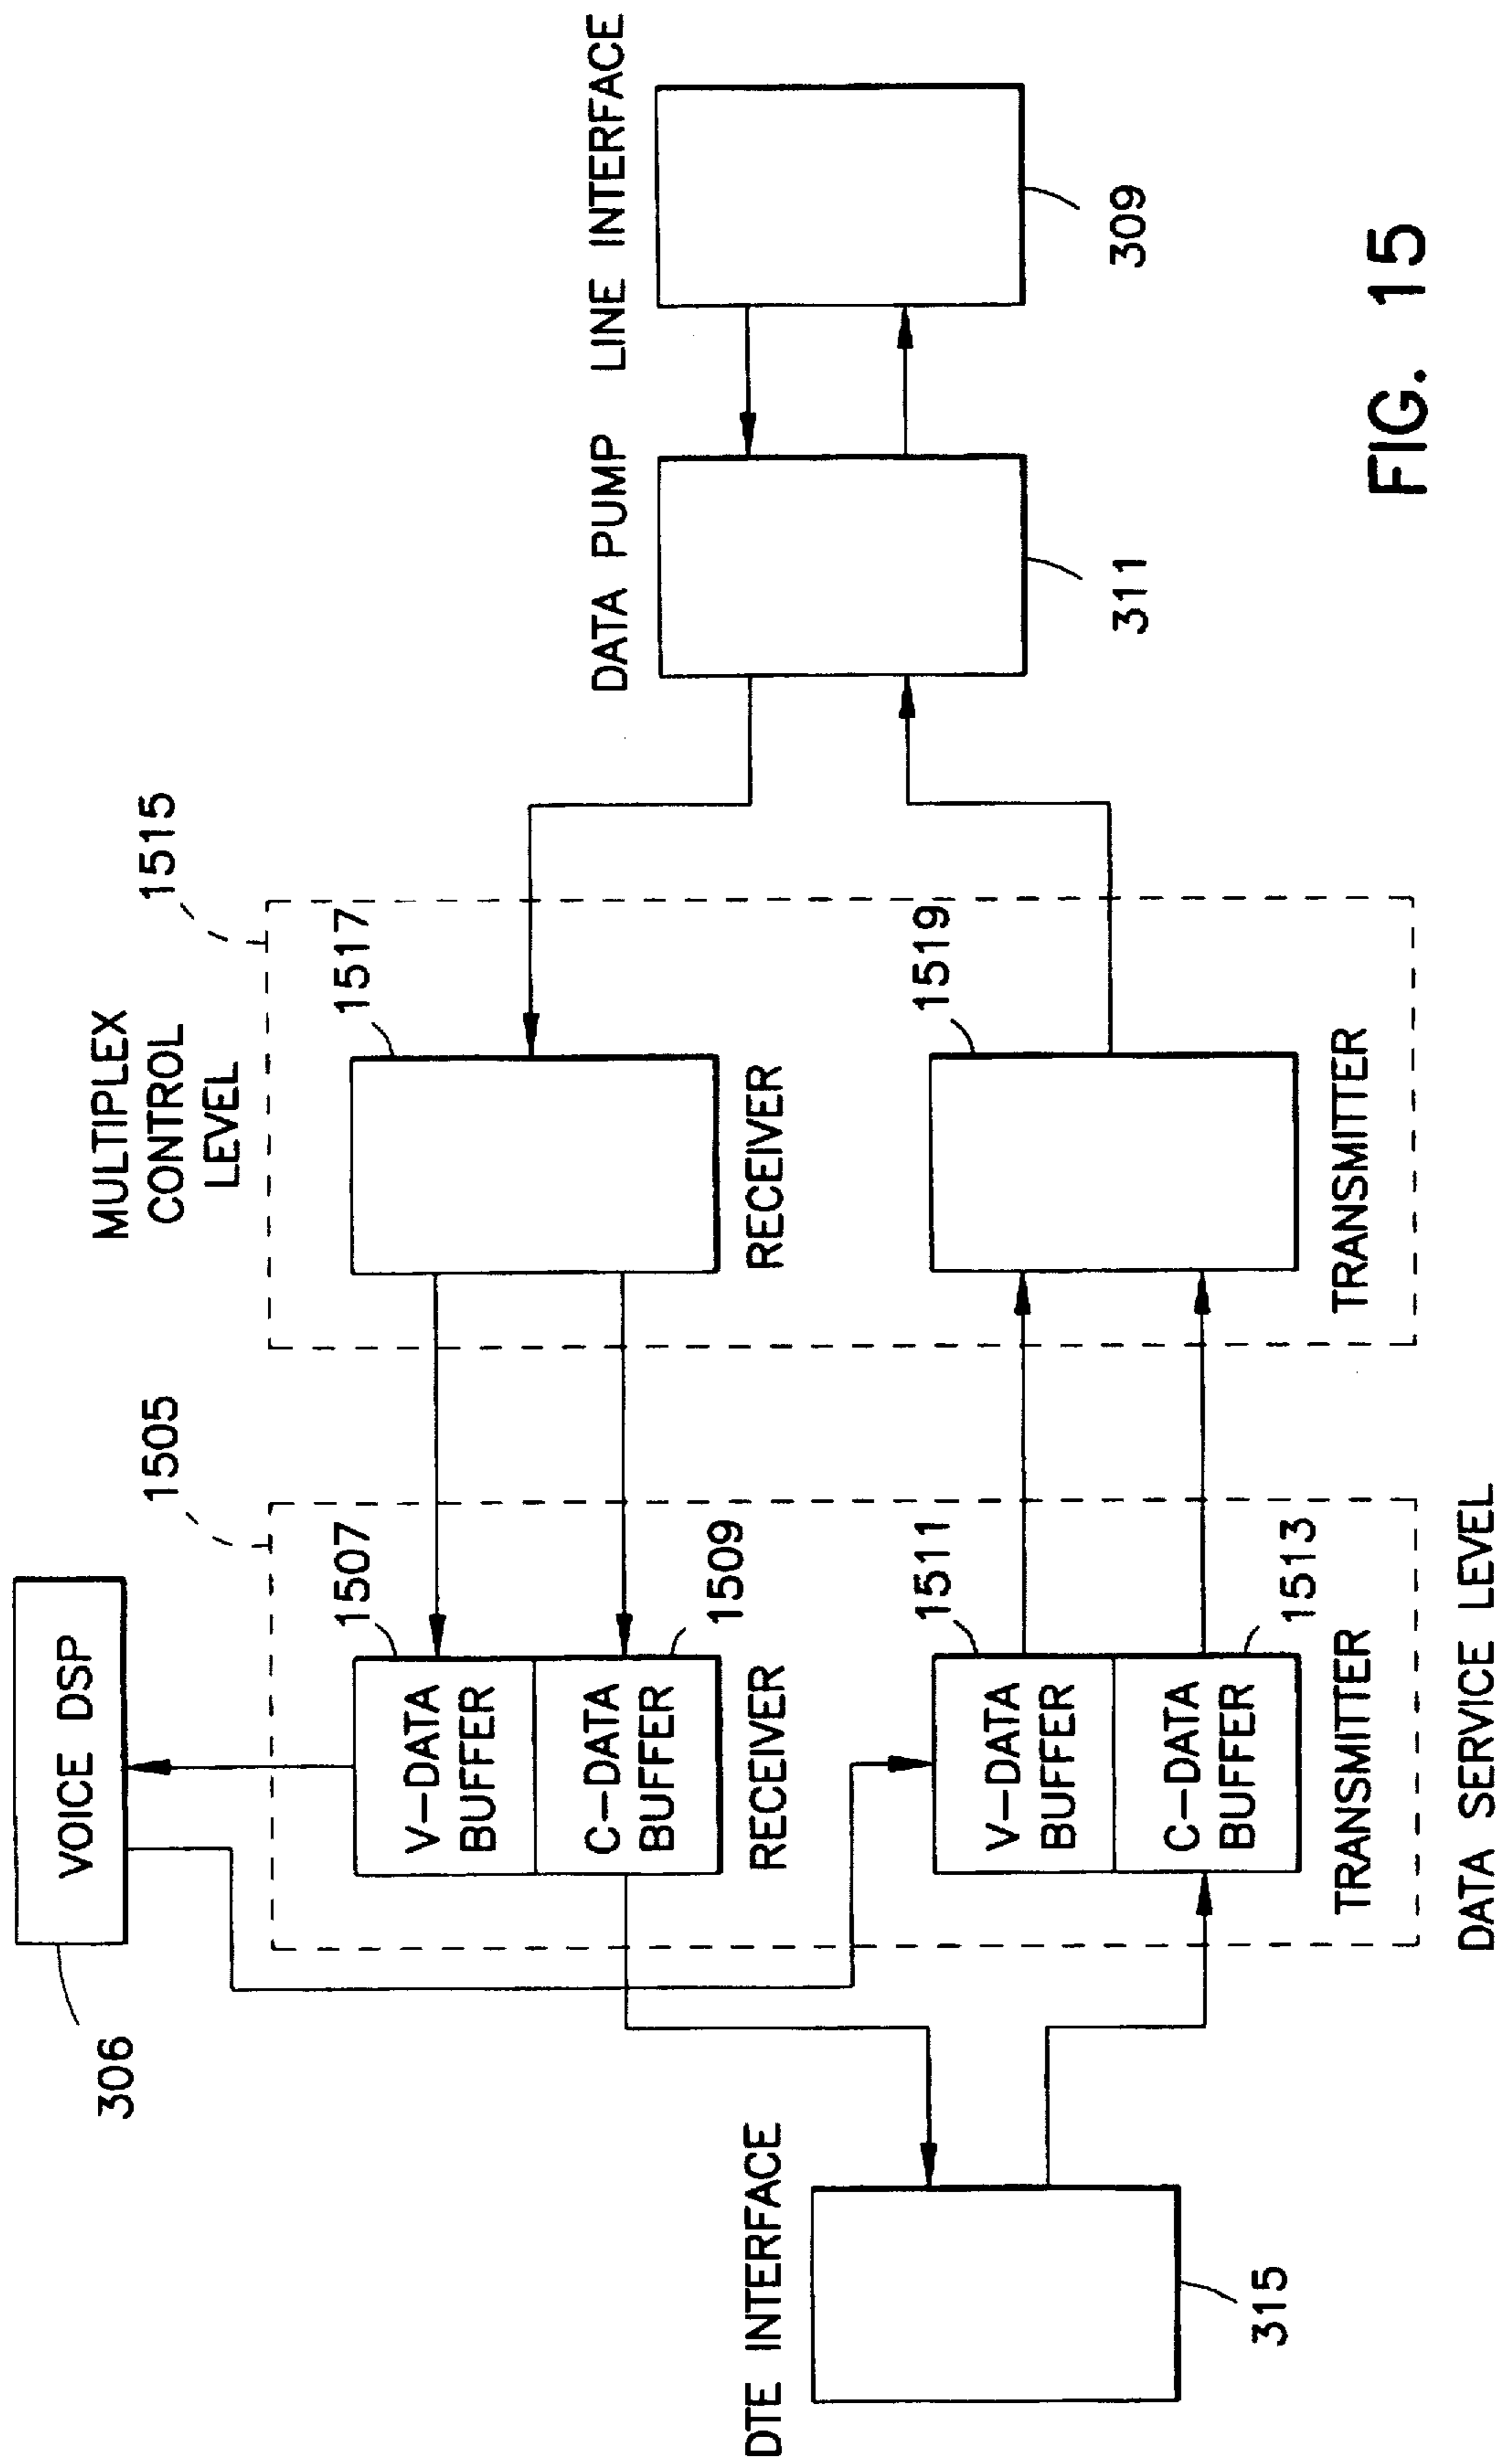 VOICE DSP
306
1505
MULTIPLEX
CONTROL
LEVEL
1515
1507
V-DATA
BUFFER
C-DATA
BUFFER
1509
RECEIVER
1517
RECEIVER
DATA PUMP
311
LINE INTERFACE
309
DTE INTERFACE
315
1511
V-DATA
BUFFER
C-DATA
BUFFER
1513
TRANSMITTER
DATA SERVICE LEVEL
1519
TRANSMITTER
FIG. 15